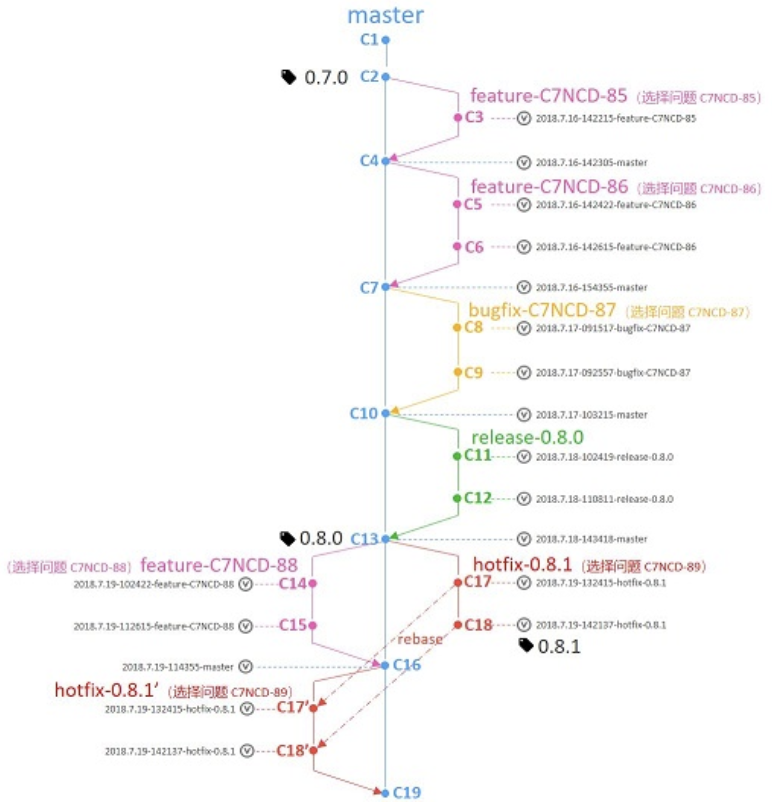 master
C1
C2
0.7.0
feature-C7NCD-85（选择问题 C7NCD-85）
C3
V 2018.7.16-142215-feature-C7NCD-85
C4
V 2018.7.16-142305-master
feature-C7NCD-86（选择问题 C7NCD-86）
C5
V 2018.7.16-142422-feature-C7NCD-86
C6
V 2018.7.16-142615-feature-C7NCD-86
C7
V 2018.7.16-154355-master
bugfix-C7NCD-87（选择问题 C7NCD-87）
C8
V 2018.7.17-091517-bugfix-C7NCD-87
C9
V 2018.7.17-092557-bugfix-C7NCD-87
C10
V 2018.7.17-103215-master
release-0.8.0
C11
V 2018.7.18-102419-release-0.8.0
C12
V 2018.7.18-110811-release-0.8.0
0.8.0
C13
V 2018.7.18-143418-master
（选择问题 C7NCD-88）feature-C7NCD-88
hotfix-0.8.1（选择问题 C7NCD-89）
2018.7.19-102422-feature-C7NCD-88 V
C14
C17
V 2018.7.19-132415-hotfix-0.8.1
2018.7.19-112615-feature-C7NCD-88 V
C15
C18
V 2018.7.19-142137-hotfix-0.8.1
rebase
0.8.1
2018.7.19-114355-master V
C16
hotfix-0.8.1’（选择问题 C7NCD-89）
2018.7.19-132415-hotfix-0.8.1 V
C17’
2018.7.19-142137-hotfix-0.8.1 V
C18’
C19